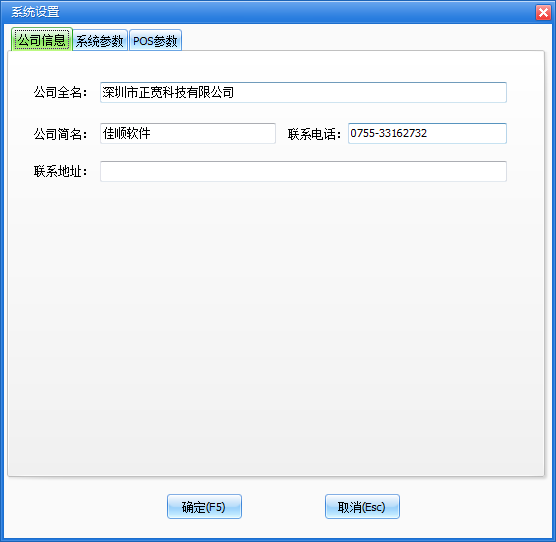 系统设置
公司信息 系统参数 POS参数
公司全名： 深圳市正宽科技有限公司
公司简名： 佳顺软件 联系电话： 0755-33162732
联系地址：
确定(F5) 取消(Esc)